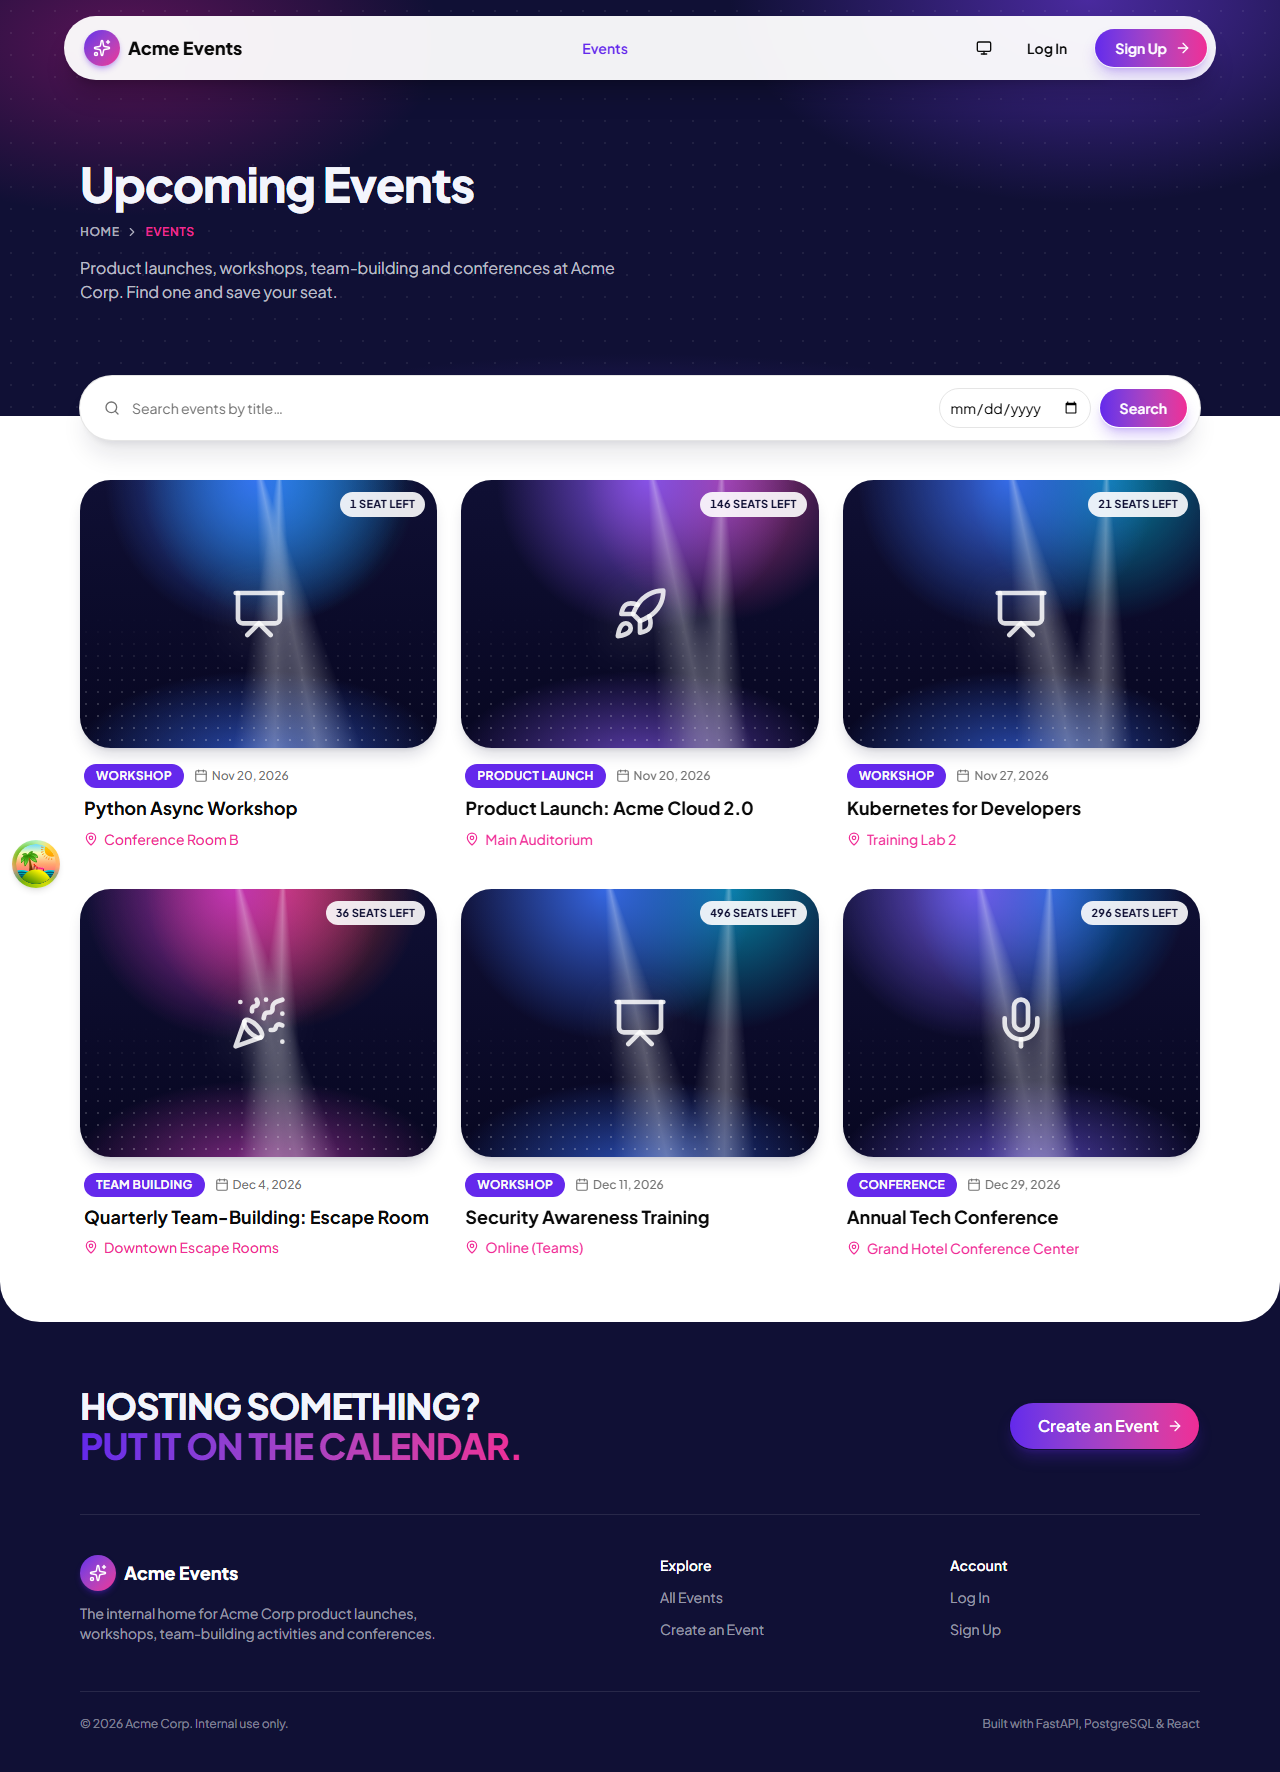 Acme Events
Events
Log In
Sign Up
Upcoming Events
HOME
EVENTS
Product launches, workshops, team-building and conferences at Acme
Corp. Find one and save your seat.
Search events by title…
mm/dd/yyyy
Search
1 SEAT LEFT
146 SEATS LEFT
21 SEATS LEFT
WORKSHOP Nov 20, 2026
Python Async Workshop
Conference Room B
PRODUCT LAUNCH Nov 20, 2026
Product Launch: Acme Cloud 2.0
Main Auditorium
WORKSHOP Nov 27, 2026
Kubernetes for Developers
Training Lab 2
36 SEATS LEFT
496 SEATS LEFT
296 SEATS LEFT
TEAM BUILDING Dec 4, 2026
Quarterly Team-Building: Escape Room
Downtown Escape Rooms
WORKSHOP Dec 11, 2026
Security Awareness Training
Online (Teams)
CONFERENCE Dec 29, 2026
Annual Tech Conference
Grand Hotel Conference Center
HOSTING SOMETHING?
PUT IT ON THE CALENDAR.
Create an Event
Acme Events
The internal home for Acme Corp product launches,
workshops, team-building activities and conferences.
Explore
All Events
Create an Event
Account
Log In
Sign Up
© 2026 Acme Corp. Internal use only.
Built with FastAPI, PostgreSQL & React